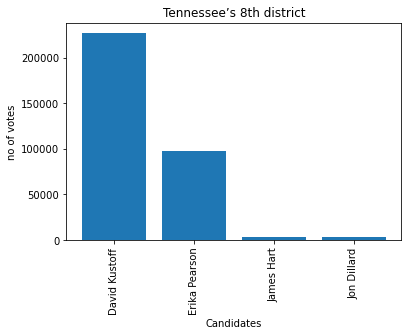 Tennessee’s 8th district
no of votes
200000
150000
100000
50000
0
David Kustoff
Erika Pearson
James Hart
Jon Dillard
Candidates